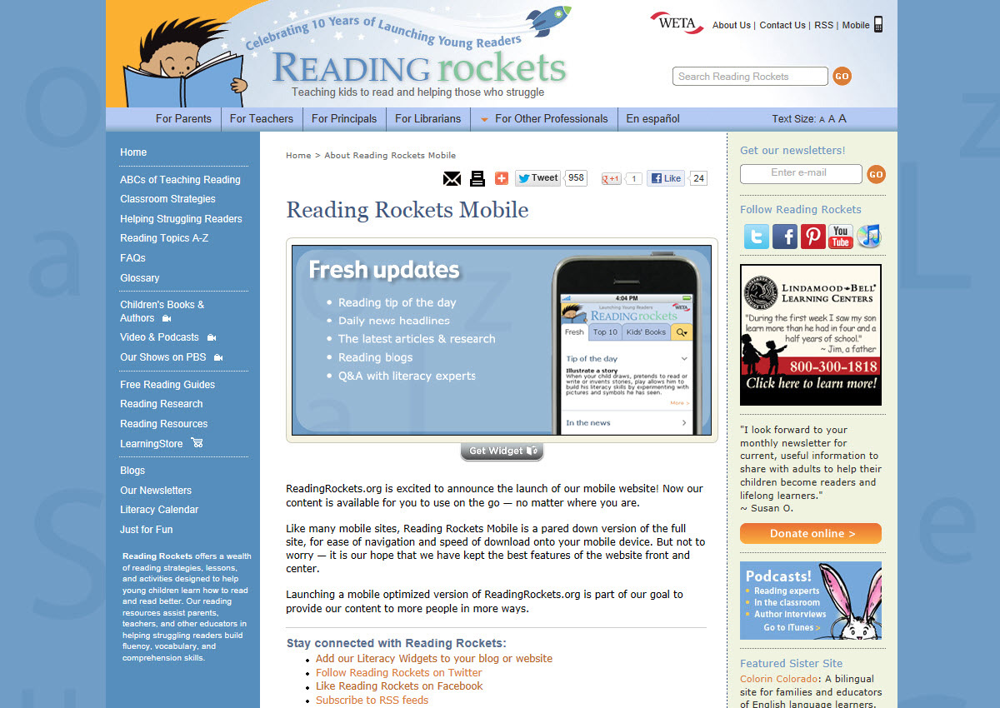 Celebrating 10 Years of Launching Young Readers
READING rockets
Teaching kids to read and helping those who struggle
WETA
About Us | Contact Us | RSS | Mobile
Search Reading Rockets
GO
For Parents
For Teachers
For Principals
For Librarians
For Other Professionals
En español
Text Size: A A A
Home
ABCs of Teaching Reading
Classroom Strategies
Helping Struggling Readers
Reading Topics A-Z
FAQs
Glossary
Children's Books &
Authors
Video & Podcasts
Our Shows on PBS
Free Reading Guides
Reading Research
Reading Resources
LearningStore
Blogs
Our Newsletters
Literacy Calendar
Just for Fun
Reading Rockets offers a wealth
of reading strategies, lessons,
and activities designed to help
young children learn how to read
and read better. Our reading
resources assist parents,
teachers, and other educators in
helping struggling readers build
fluency, vocabulary, and
comprehension skills.
Home > About Reading Rockets Mobile
Tweet 958
+1 1
Like 24
Reading Rockets Mobile
Fresh updates
• Reading tip of the day
• Daily news headlines
• The latest articles & research
• Reading blogs
• Q&A with literacy experts
4:04 PM
Launching Young Readers
WETA
READING rockets
Fresh
Top 10
Kids' Books
Tip of the day
Illustrate a story
When your child draws, pretends to read or
write or invents stories, play allows him to
build his literacy skills by experimenting with
pictures and symbols he has seen.
More >
In the news
Get Widget
ReadingRockets.org is excited to announce the launch of our mobile website! Now our
content is available for you to use on the go — no matter where you are.
Like many mobile sites, Reading Rockets Mobile is a pared down version of the full
site, for ease of navigation and speed of download onto your mobile device. But not to
worry — it is our hope that we have kept the best features of the website front and
center.
Launching a mobile optimized version of ReadingRockets.org is part of our goal to
provide our content to more people in more ways.
Stay connected with Reading Rockets:
• Add our Literacy Widgets to your blog or website
• Follow Reading Rockets on Twitter
• Like Reading Rockets on Facebook
• Subscribe to RSS feeds
Get our newsletters!
Enter e-mail
GO
Follow Reading Rockets
You
Tube
LINDAMOOD-BELL®
LEARNING CENTERS
"During the first week I saw my son
learn more than he had in four and a
half years of school."
~ Jim, a father
800-300-1818
Click here to learn more!
"I look forward to your
monthly newsletter for
current, useful information to
share with adults to help their
children become readers and
lifelong learners."
~ Susan O.
Donate online >
Podcasts!
• Reading experts
• In the classroom
• Author interviews
Go to iTunes >
Featured Sister Site
Colorin Colorado: A bilingual
site for families and educators
of English language learners.